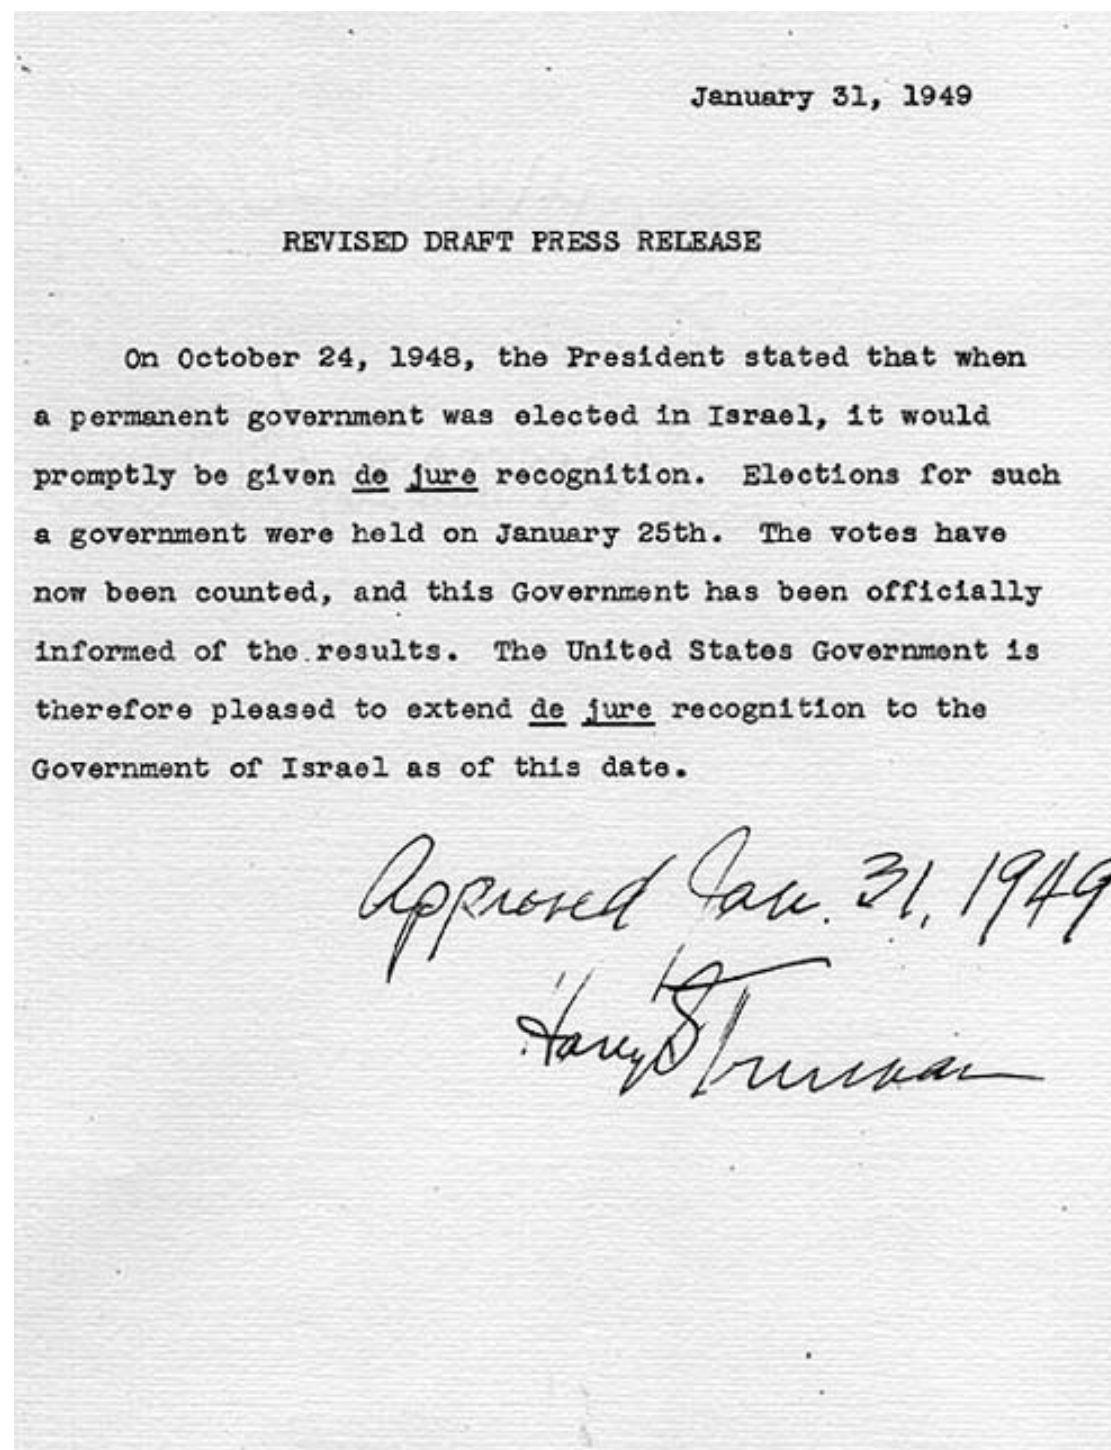 January 31, 1949
REVISED DRAFT PRESS RELEASE
On October 24, 1948, the President stated that when
a permanent government was elected in Israel, it would
promptly be given de jure recognition. Elections for such
a government were held on January 25th. The votes have
now been counted, and this Government has been officially
informed of the results. The United States Government is
therefore pleased to extend de jure recognition to the
Government of Israel as of this date.
Approved Jan. 31, 1949
Harry S Truman